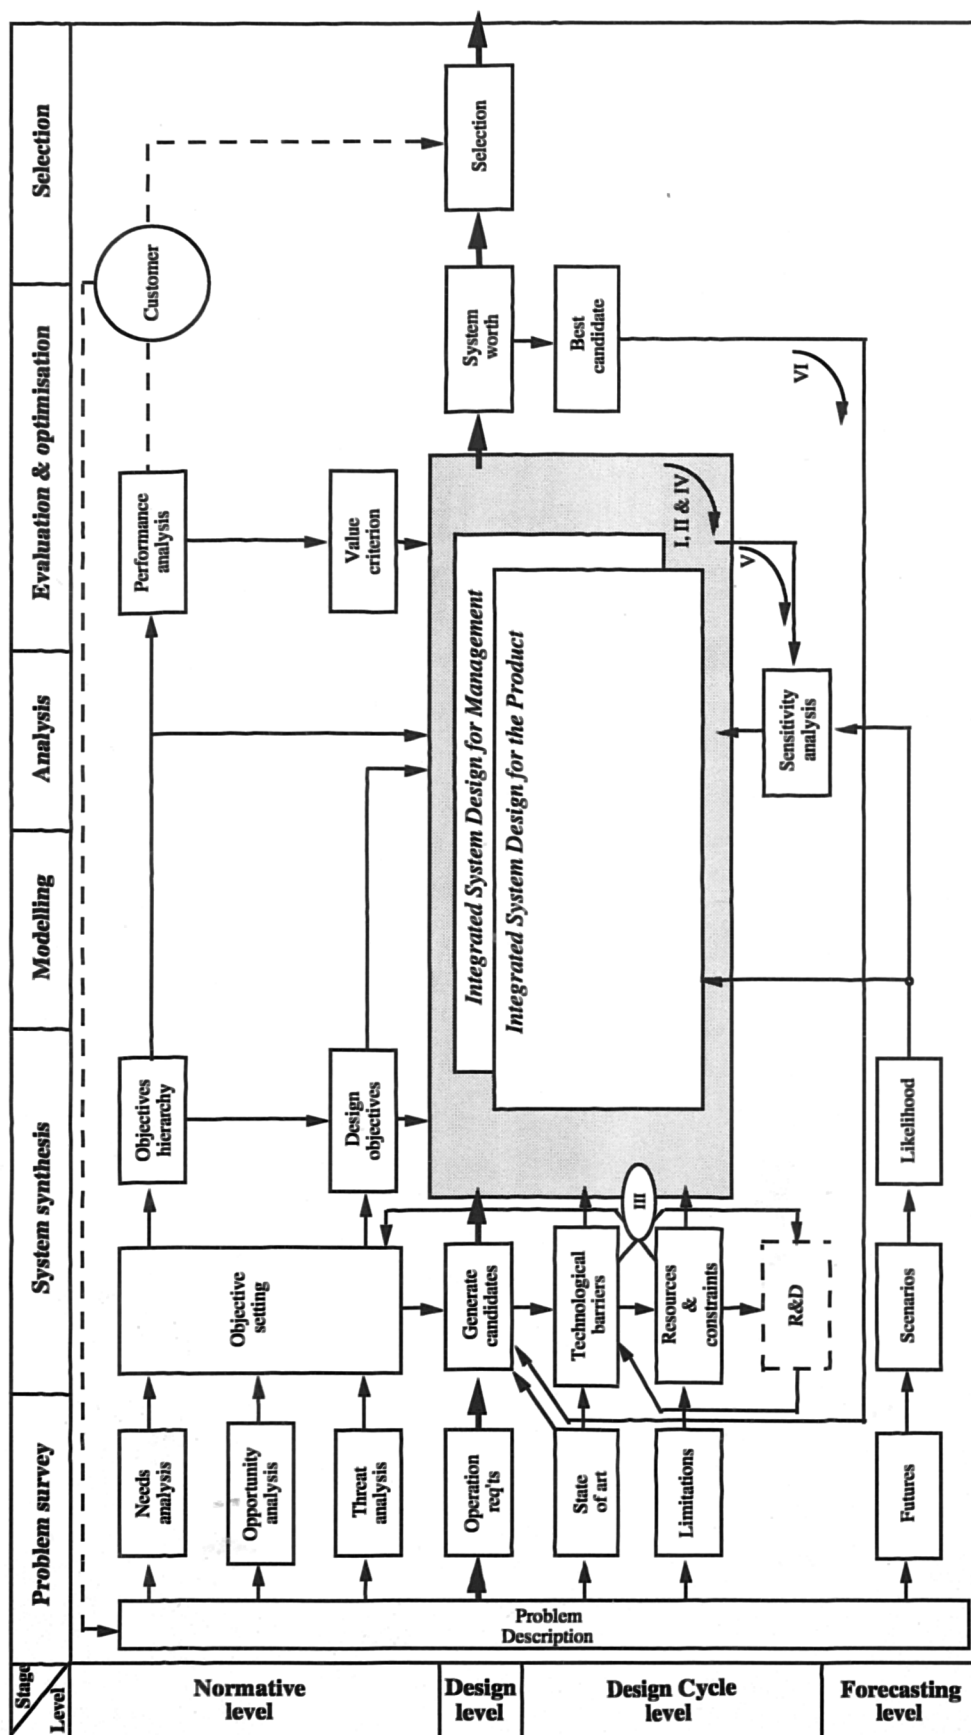 Stage
Level
Problem survey
System synthesis
Modelling
Analysis
Evaluation & optimisation
Selection
Normative
level
Design
level
Design Cycle
level
Forecasting
level
Problem
Description
Needs
analysis
Opportunity
analysis
Threat
analysis
Operation
req'ts
State
of art
Limitations
Futures
Objective
setting
Generate
candidates
Technological
barriers
Resources
&
constraints
R&D
Scenarios
III
Objectives
hierarchy
Design
objectives
Likelihood
Integrated System Design for Management
Integrated System Design for the Product
Performance
analysis
Value
criterion
I, II & IV
V
Sensitivity
analysis
Customer
System
worth
Best
candidate
VI
Selection